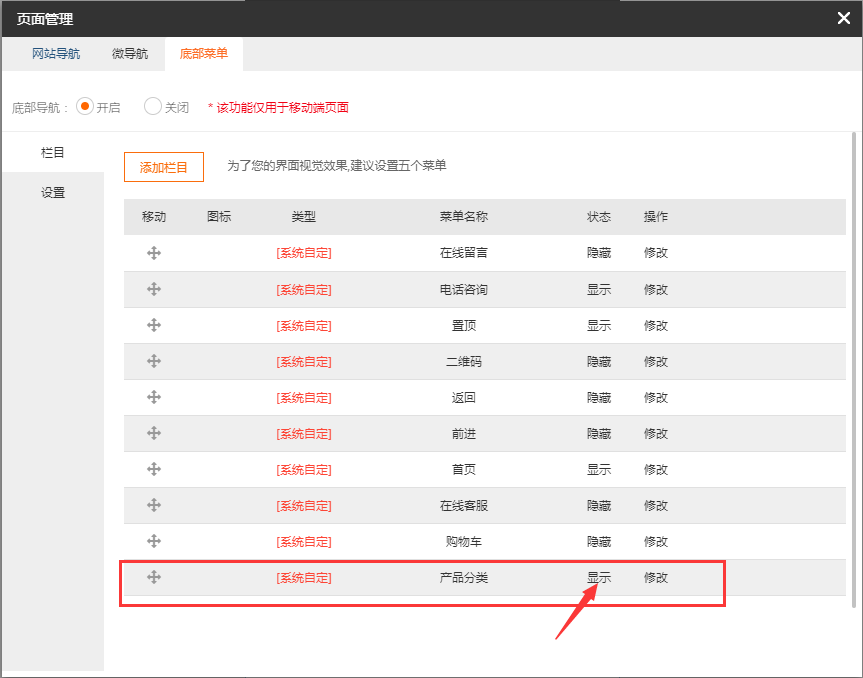 页面管理
网站导航 微导航 底部菜单
底部导航： 开启 关闭 * 该功能仅用于移动端页面
栏目
设置
添加栏目 为了您的界面视觉效果,建议设置五个菜单
移动 图标 类型 菜单名称 状态 操作
[系统自定] 在线留言 隐藏 修改
[系统自定] 电话咨询 显示 修改
[系统自定] 置顶 显示 修改
[系统自定] 二维码 隐藏 修改
[系统自定] 返回 隐藏 修改
[系统自定] 前进 隐藏 修改
[系统自定] 首页 显示 修改
[系统自定] 在线客服 隐藏 修改
[系统自定] 购物车 隐藏 修改
[系统自定] 产品分类 显示 修改